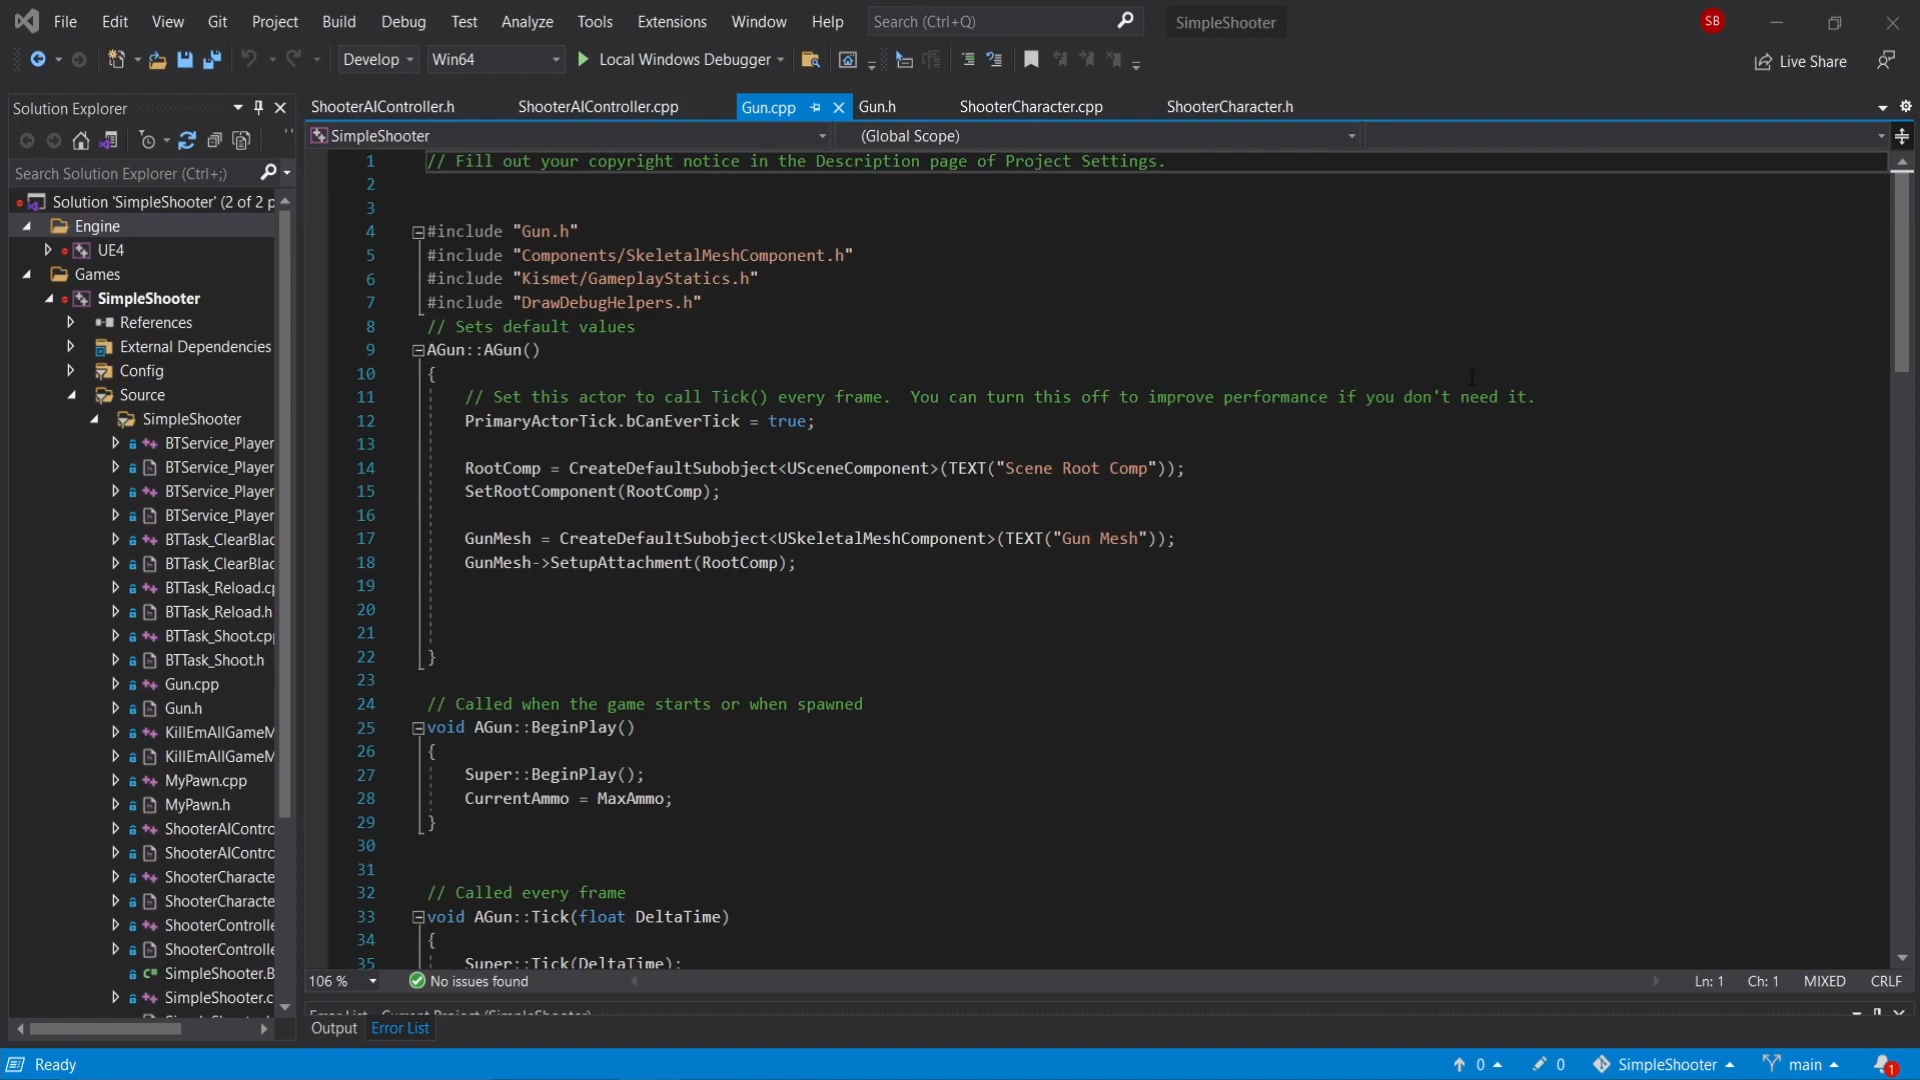 File Edit View Git Project Build Debug Test Analyze Tools Extensions Window Help Search (Ctrl+Q) SimpleShooter SB
Develop Win64 Local Windows Debugger Live Share
Solution Explorer
ShooterAIController.h ShooterAIController.cpp Gun.cpp Gun.h ShooterCharacter.cpp ShooterCharacter.h
SimpleShooter (Global Scope)
Search Solution Explorer (Ctrl+;)
Solution 'SimpleShooter' (2 of 2 p
Engine
UE4
Games
SimpleShooter
References
External Dependencies
Config
Source
SimpleShooter
BTService_Player
BTService_Player
BTService_Player
BTService_Player
BTTask_ClearBlac
BTTask_ClearBlac
BTTask_Reload.cp
BTTask_Reload.h
BTTask_Shoot.cpp
BTTask_Shoot.h
Gun.cpp
Gun.h
KillEmAllGameM
KillEmAllGameM
MyPawn.cpp
MyPawn.h
ShooterAIContro
ShooterAIContro
ShooterCharacte
ShooterCharacte
ShooterControlle
ShooterControlle
C# SimpleShooter.B
SimpleShooter.c
1 // Fill out your copyright notice in the Description page of Project Settings.
2
3
4 #include "Gun.h"
5 #include "Components/SkeletalMeshComponent.h"
6 #include "Kismet/GameplayStatics.h"
7 #include "DrawDebugHelpers.h"
8 // Sets default values
9 AGun::AGun()
10 {
11 // Set this actor to call Tick() every frame.  You can turn this off to improve performance if you don't need it.
12 PrimaryActorTick.bCanEverTick = true;
13
14 RootComp = CreateDefaultSubobject<USceneComponent>(TEXT("Scene Root Comp"));
15 SetRootComponent(RootComp);
16
17 GunMesh = CreateDefaultSubobject<USkeletalMeshComponent>(TEXT("Gun Mesh"));
18 GunMesh->SetupAttachment(RootComp);
19
20
21
22 }
23
24 // Called when the game starts or when spawned
25 void AGun::BeginPlay()
26 {
27 Super::BeginPlay();
28 CurrentAmmo = MaxAmmo;
29 }
30
31
32 // Called every frame
33 void AGun::Tick(float DeltaTime)
34 {
35 Super::Tick(DeltaTime);
106 % No issues found Ln: 1 Ch: 1 MIXED CRLF
Error List - Current Project (SimpleShooter)
Output Error List
Ready 0 0 SimpleShooter main 1